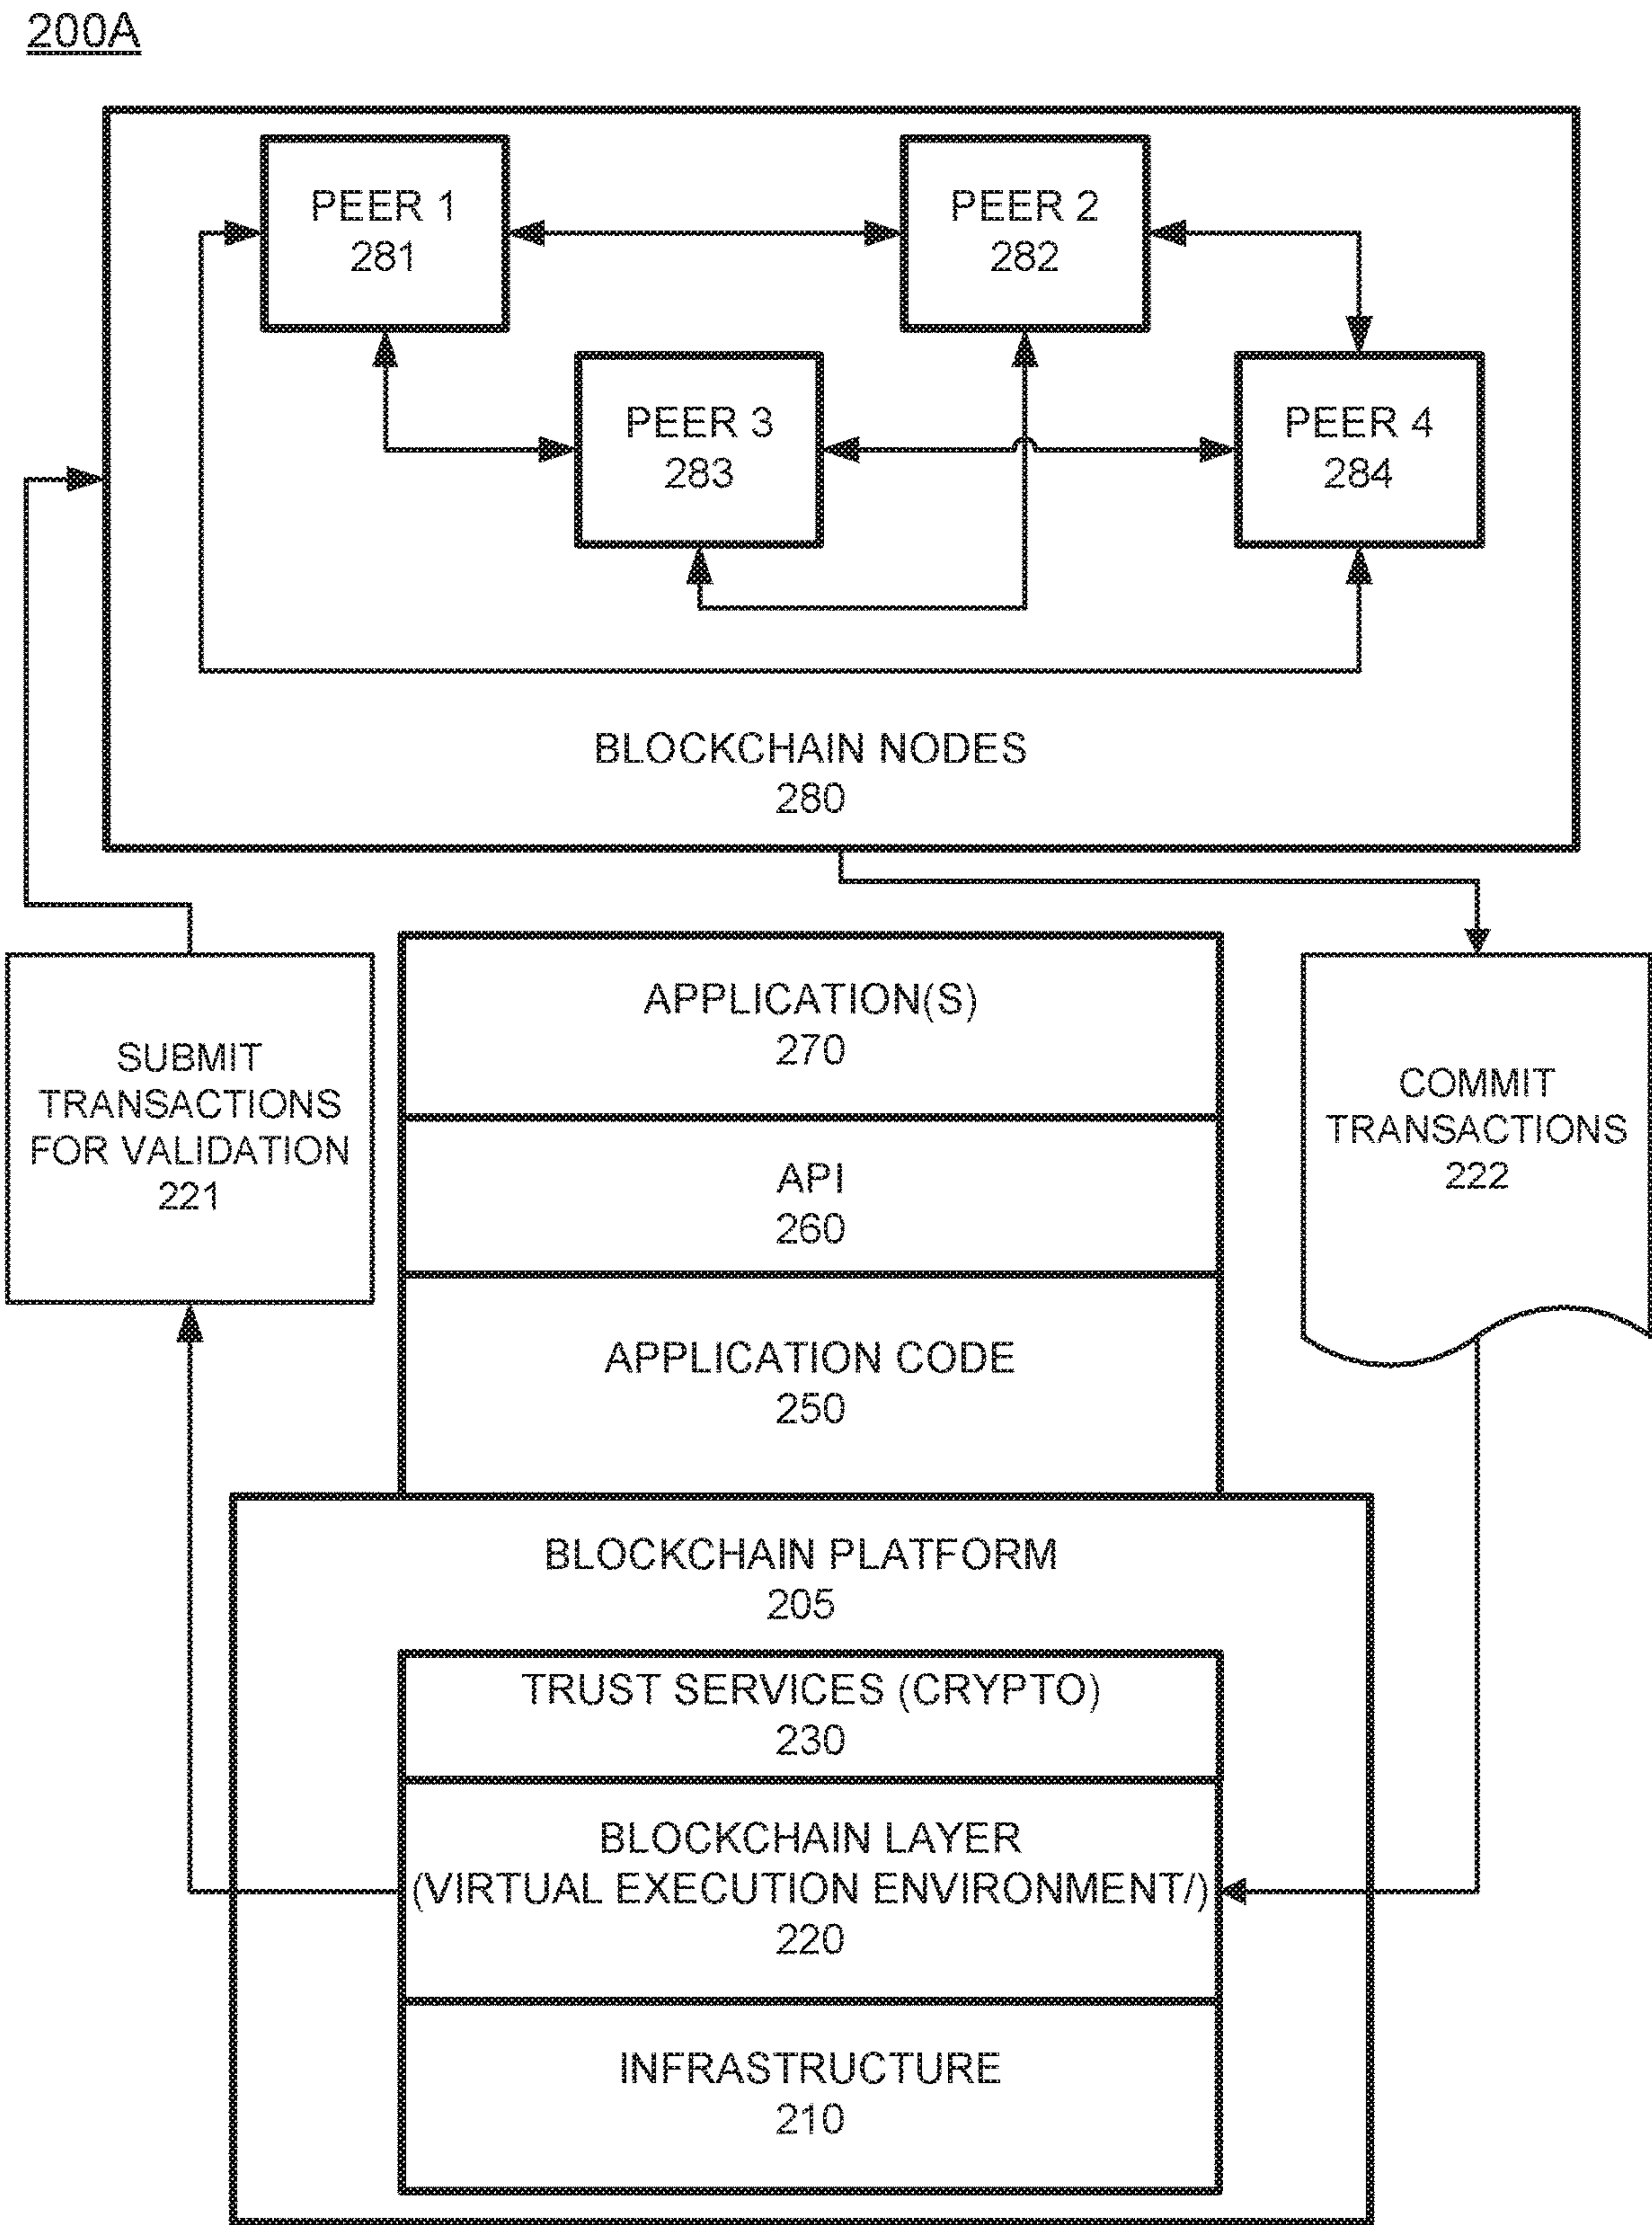 200A
PEER 1
281
PEER 2
282
PEER 3
283
PEER 4
284
BLOCKCHAIN NODES
280
SUBMIT
TRANSACTIONS
FOR VALIDATION
221
APPLICATION(S)
270
API
260
APPLICATION CODE
250
COMMIT
TRANSACTIONS
222
BLOCKCHAIN PLATFORM
205
TRUST SERVICES (CRYPTO)
230
BLOCKCHAIN LAYER
(VIRTUAL EXECUTION ENVIRONMENT/)
220
INFRASTRUCTURE
210